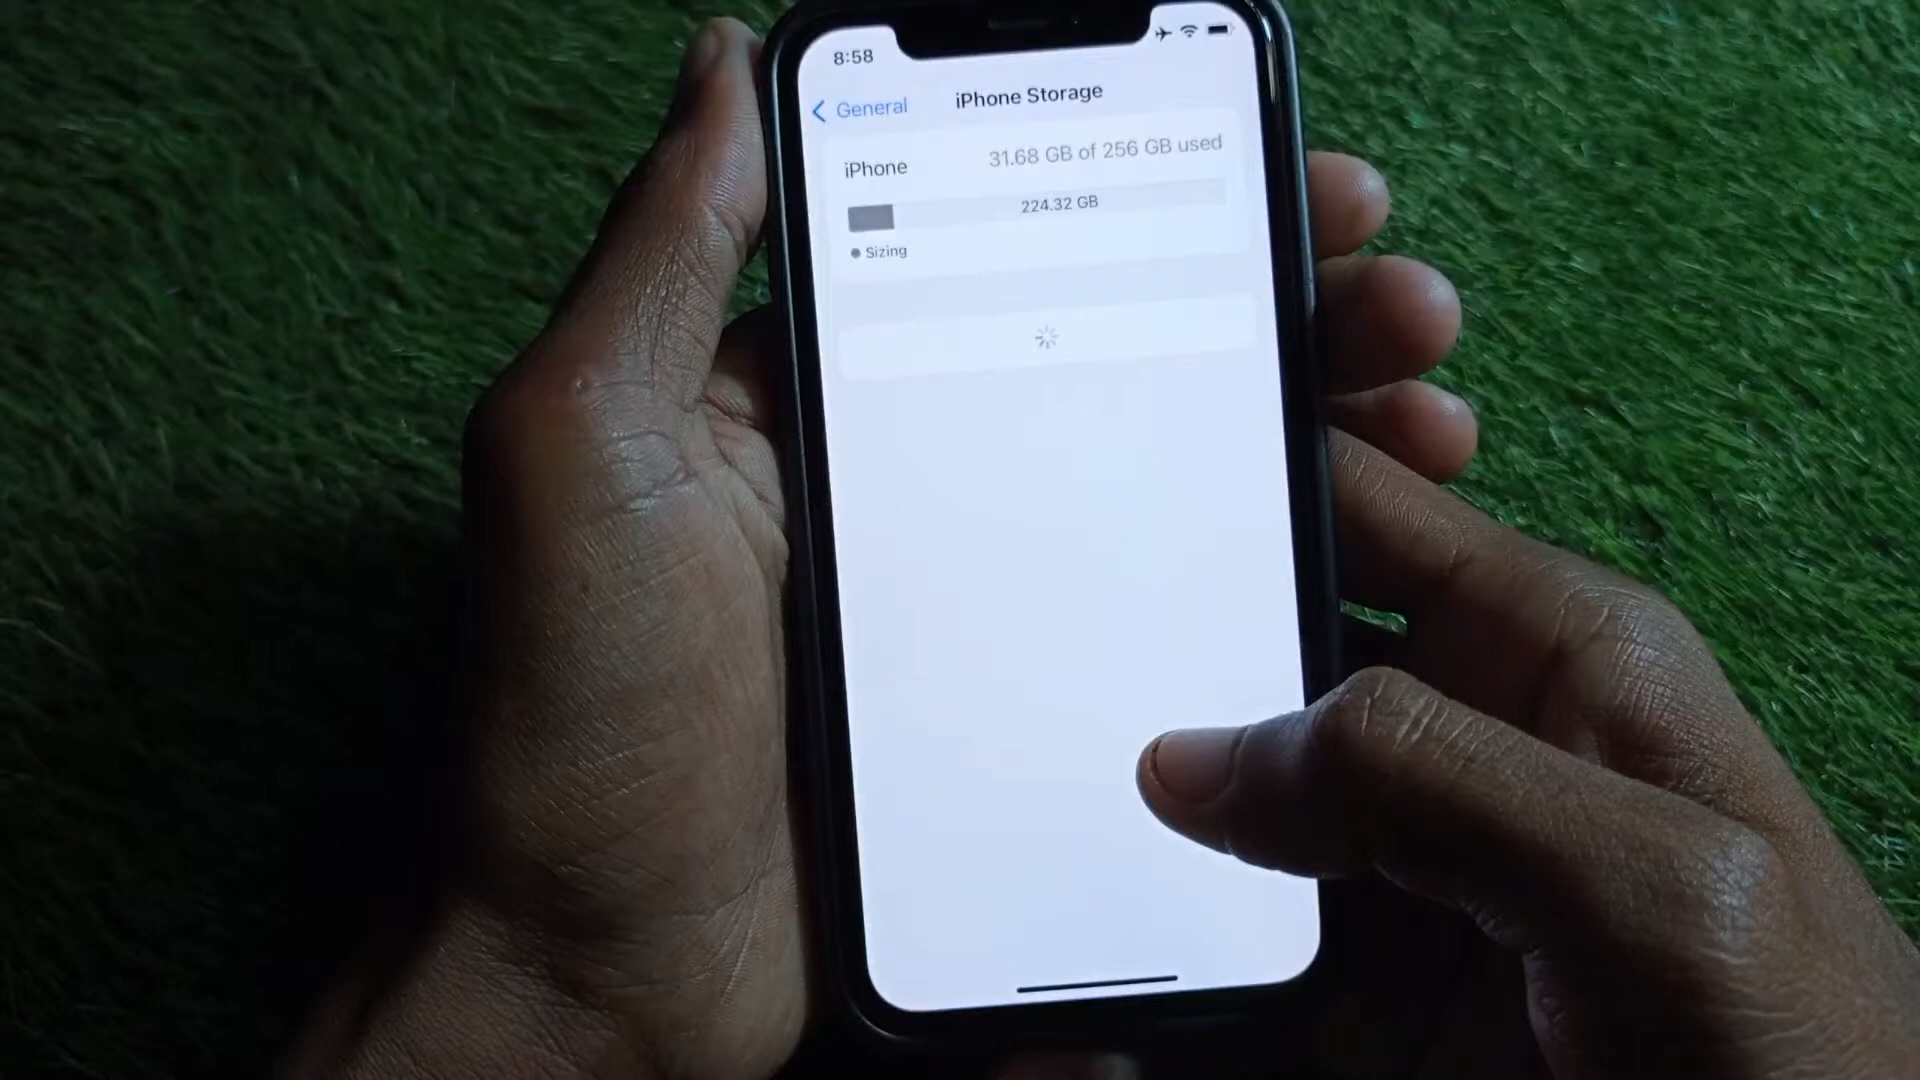 8:58
General
iPhone Storage
iPhone
31.68 GB of 256 GB used
224.32 GB
Sizing